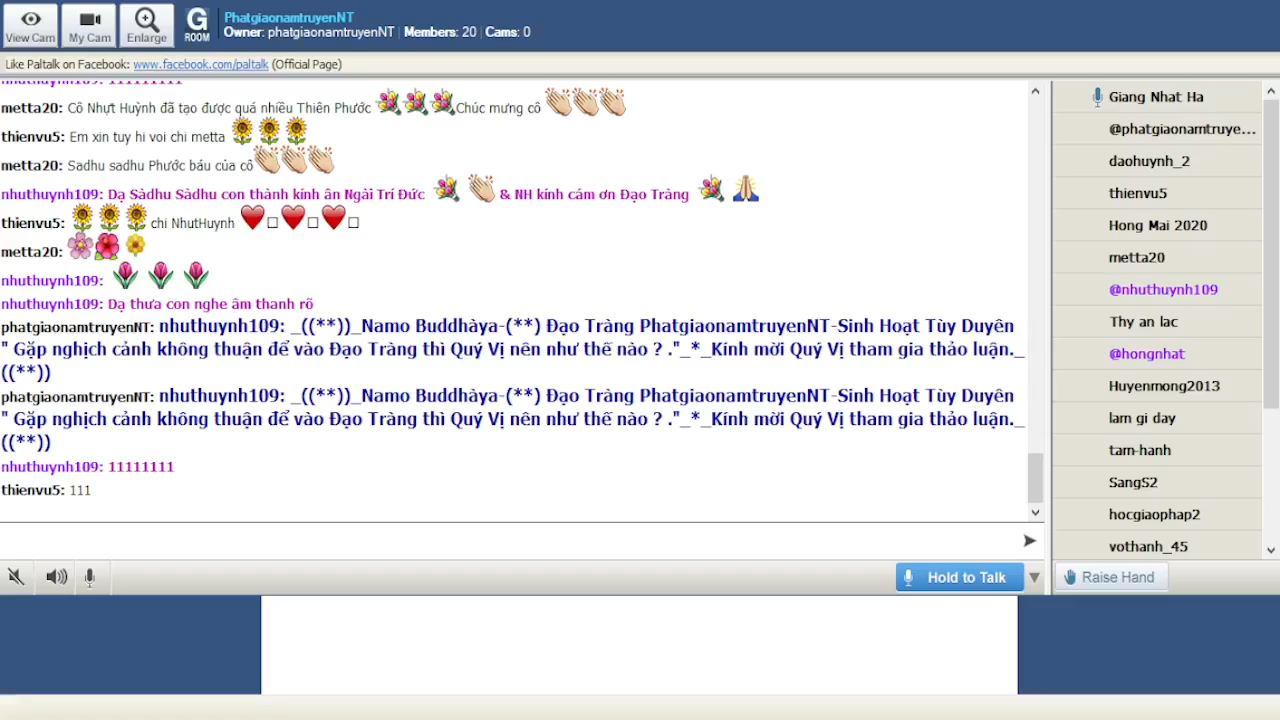 View Cam
My Cam
Enlarge
G
ROOM
PhatgiaonamtruyenNT
Owner: phatgiaonamtruyenNT | Members: 20 | Cams: 0
Like Paltalk on Facebook: www.facebook.com/paltalk (Official Page)
nhuthuynh109: 111111111
metta20: Cô Nhựt Huỳnh đã tạo được quá nhiều Thiên Phước Chúc mưng cô
thienvu5: Em xin tuy hi voi chi metta
metta20: Sadhu sadhu Phước báu của cô
nhuthuynh109: Dạ Sàdhu Sàdhu con thành kính ân Ngài Trí Đức & NH kính cám ơn Đạo Tràng
thienvu5: chi NhutHuynh
metta20:
nhuthuynh109:
nhuthuynh109: Dạ thưa con nghe âm thanh rõ
phatgiaonamtruyenNT: nhuthuynh109: _((**))_Namo Buddhàya-(**) Đạo Tràng PhatgiaonamtruyenNT-Sinh Hoạt Tùy Duyên
" Gặp nghịch cảnh không thuận để vào Đạo Tràng thì Quý Vị nên như thế nào ? ."_*_Kính mời Quý Vị tham gia thảo luận._
((**))
phatgiaonamtruyenNT: nhuthuynh109: _((**))_Namo Buddhàya-(**) Đạo Tràng PhatgiaonamtruyenNT-Sinh Hoạt Tùy Duyên
" Gặp nghịch cảnh không thuận để vào Đạo Tràng thì Quý Vị nên như thế nào ? ."_*_Kính mời Quý Vị tham gia thảo luận._
((**))
nhuthuynh109: 11111111
thienvu5: 111
Hold to Talk
Giang Nhat Ha
@phatgiaonamtruye...
daohuynh_2
thienvu5
Hong Mai 2020
metta20
@nhuthuynh109
Thy an lac
@hongnhat
Huyenmong2013
lam gi day
tam-hanh
SangS2
hocgiaophap2
vothanh_45
Raise Hand